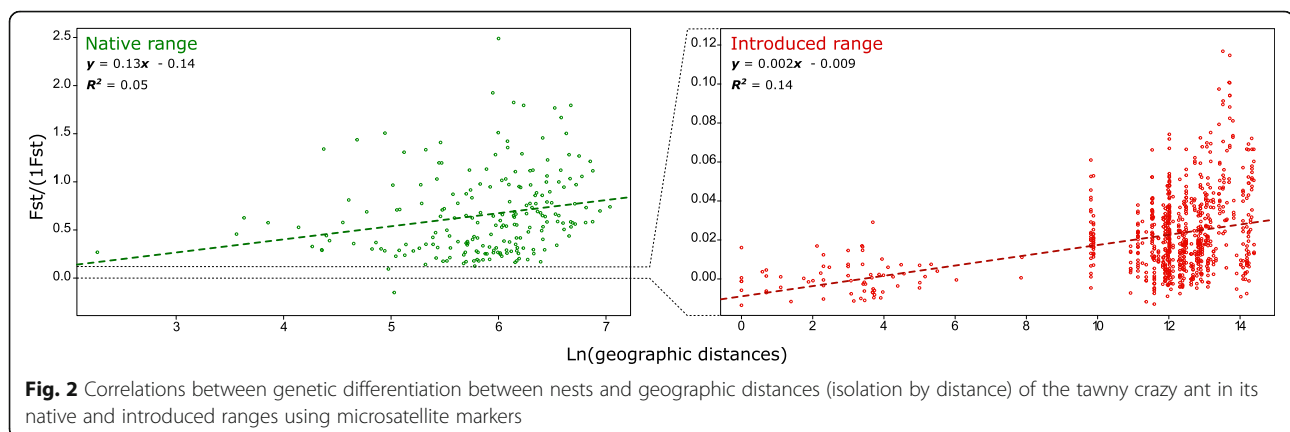 Native range
y = 0.13x - 0.14
R² = 0.05
Introduced range
y = 0.002x - 0.009
R² = 0.14
Fst/(1Fst)
2.5
2.0
1.5
1.0
0.5
0.0
3 4 5 6 7
0.12
0.10
0.08
0.06
0.04
0.02
0.00
0 2 4 6 8 10 12 14
Ln(geographic distances)
Fig. 2 Correlations between genetic differentiation between nests and geographic distances (isolation by distance) of the tawny crazy ant in its
native and introduced ranges using microsatellite markers